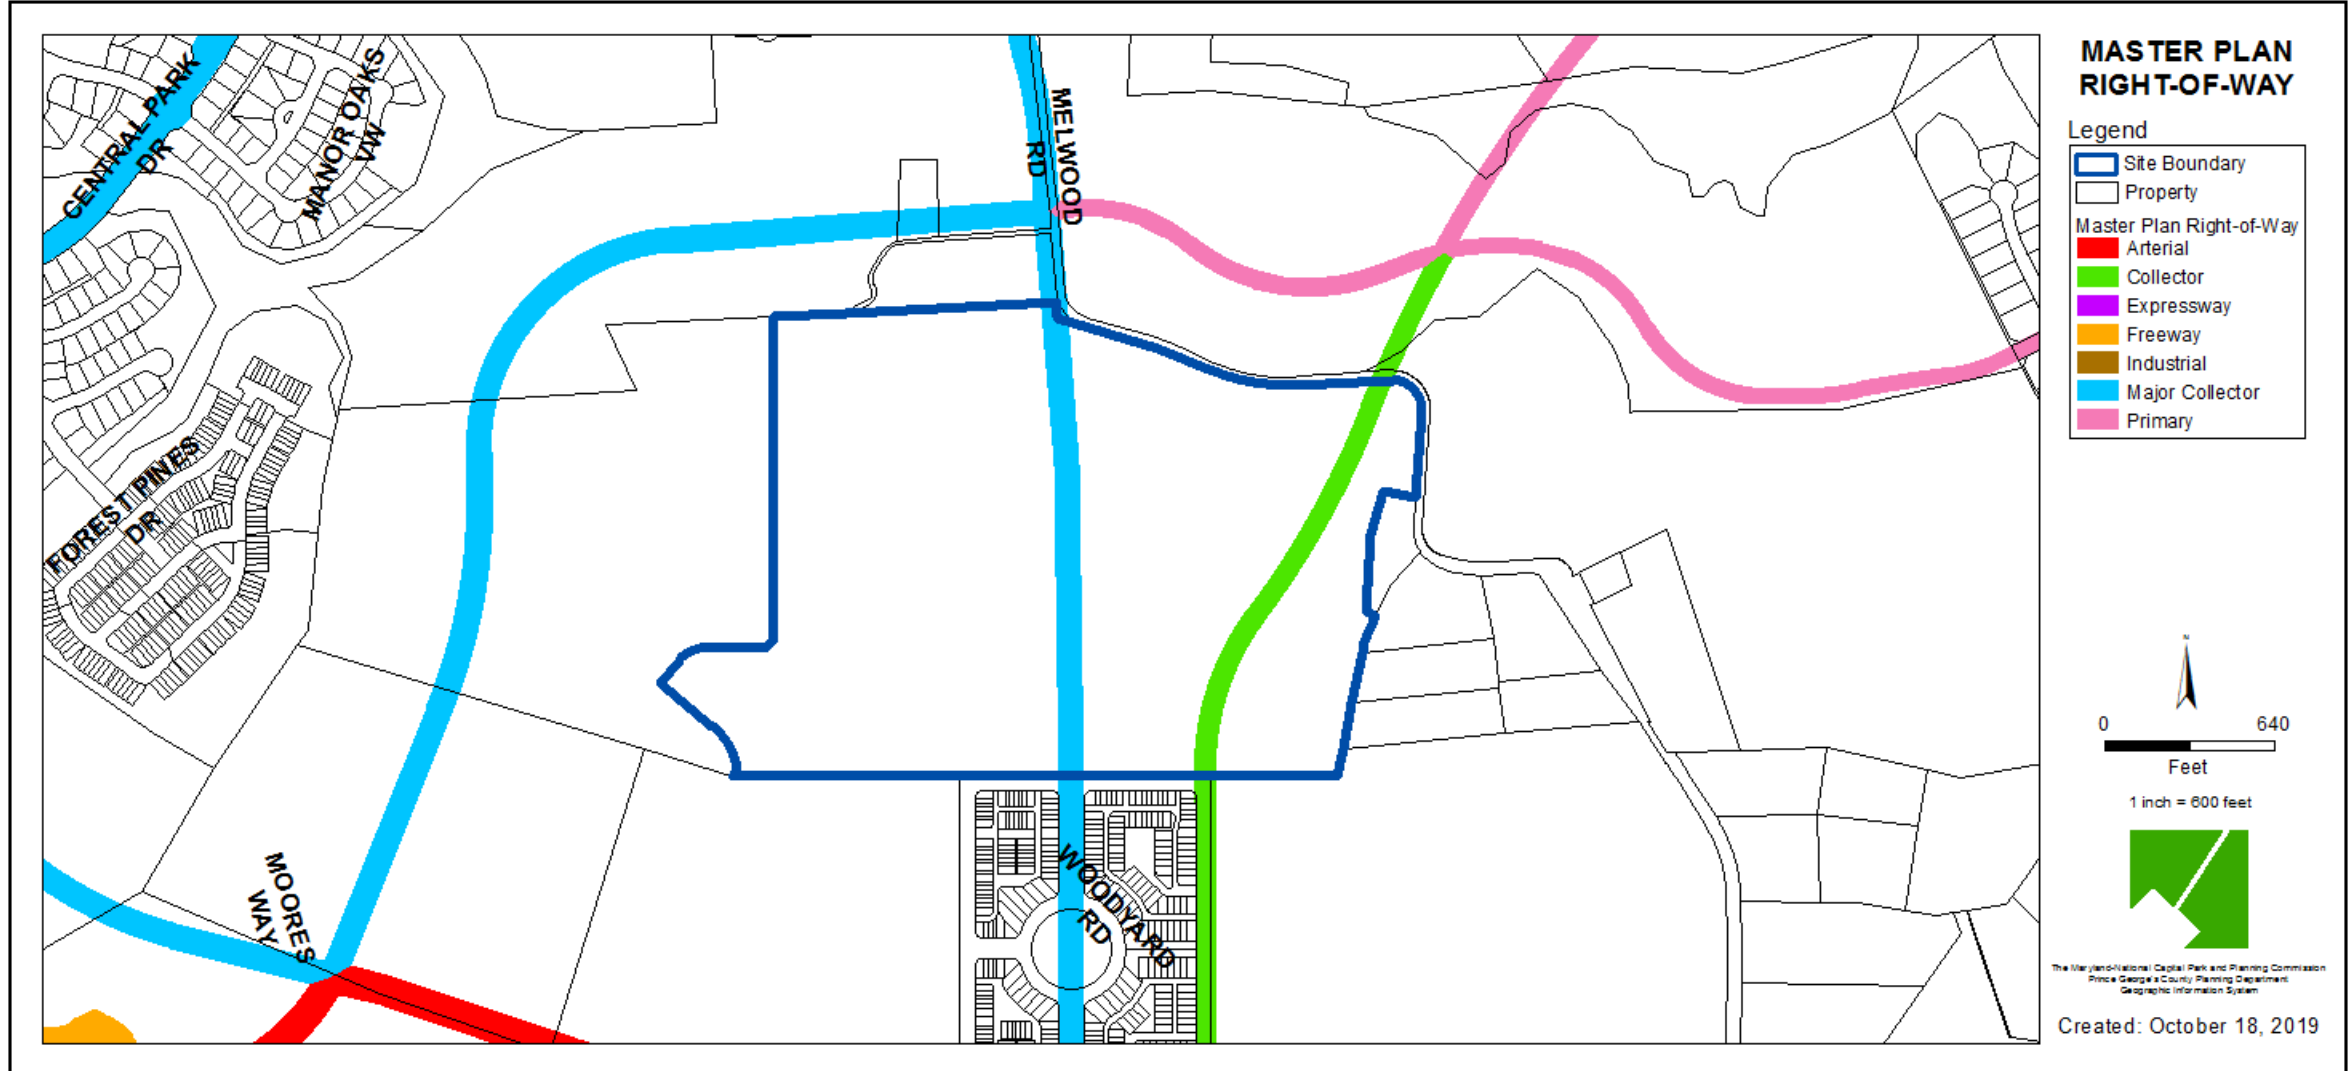 MASTER PLAN
RIGHT-OF-WAY
Legend
Site Boundary
Property
Master Plan Right-of-Way
Arterial
Collector
Expressway
Freeway
Industrial
Major Collector
Primary
CENTRAL PARK
DR
MANOR OAKS
VW
MELWOOD
RD
FOREST PINES
DR
MOORES
WAY
WOODYARD
RD
N
0 640
Feet
1 inch = 600 feet
The Maryland-National Capital Park and Planning Commission
Prince George's County Planning Department
Geographic Information System
Created: October 18, 2019